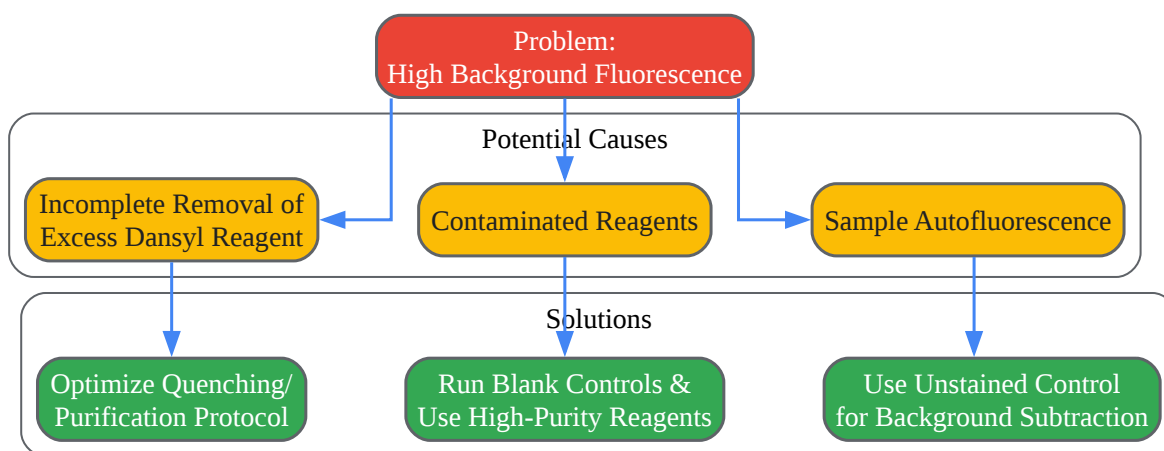 Problem:
High Background Fluorescence
Potential Causes
Incomplete Removal of
Excess Dansyl Reagent
Contaminated Reagents
Sample Autofluorescence
Solutions
Optimize Quenching/
Purification Protocol
Run Blank Controls &
Use High-Purity Reagents
Use Unstained Control
for Background Subtraction